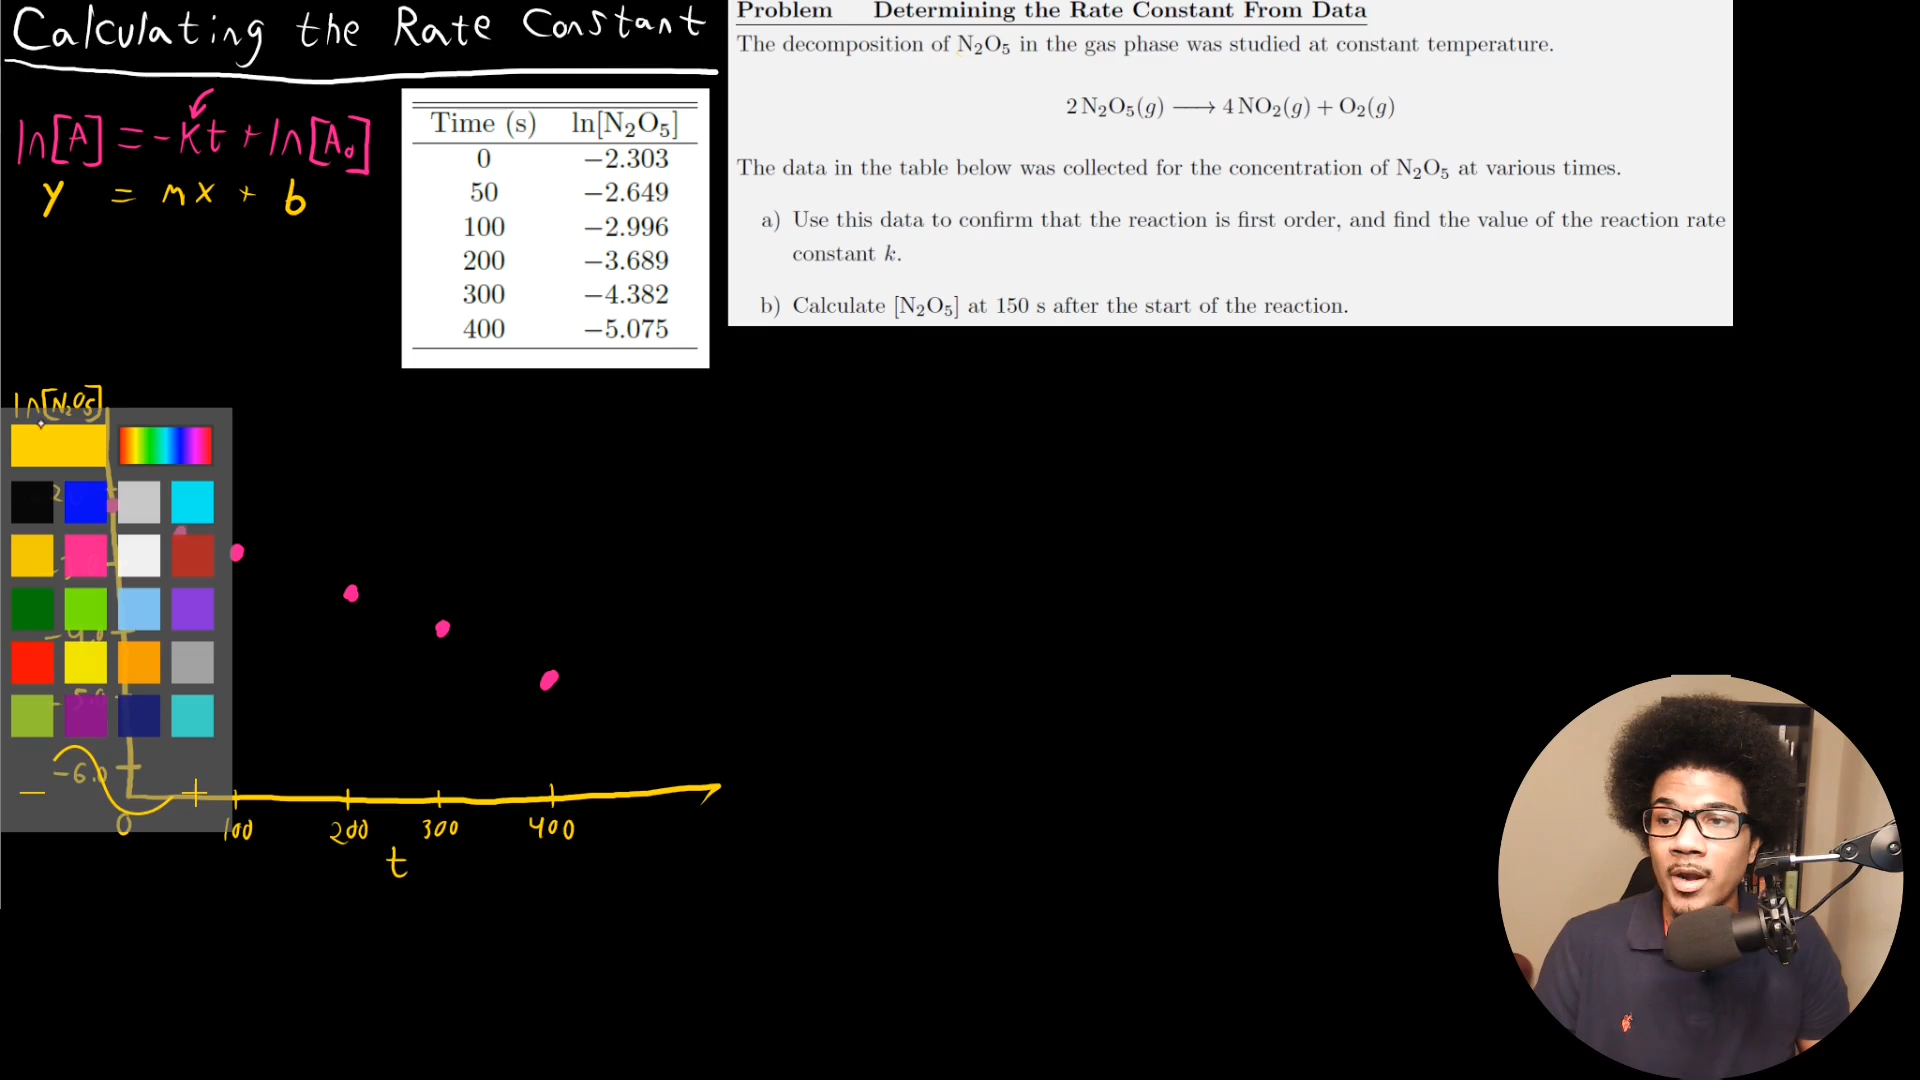 Calculating the Rate Constant
ln[A] = -kt + ln[A₀]
y = mx + b
Time (s) ln[N₂O₅]
0 −2.303
50 −2.649
100 −2.996
200 −3.689
300 −4.382
400 −5.075
Problem Determining the Rate Constant From Data
The decomposition of N₂O₅ in the gas phase was studied at constant temperature.
2 N₂O₅(g) ⟶ 4 NO₂(g) + O₂(g)
The data in the table below was collected for the concentration of N₂O₅ at various times.
a) Use this data to confirm that the reaction is first order, and find the value of the reaction rate
constant k.
b) Calculate [N₂O₅] at 150 s after the start of the reaction.
ln[N₂O₅]
-4.0
-5.0
-6.0
0 100 200 300 400
t